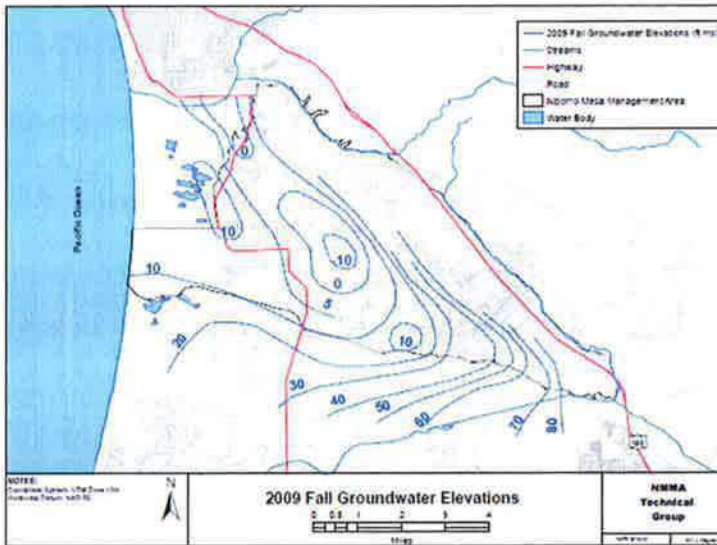 2009 Fall Groundwater Elevations (ft msl)
Streams
Highway
Road
Nipomo Mesa Management Area
Water Body
Pacific Ocean
0
10
10
0
5
10
10
20
30
40
50
60
70
80
101
NOTES:
N
2009 Fall Groundwater Elevations
0 0.5 1 2 3 4
Miles
NMMA
Technical
Group